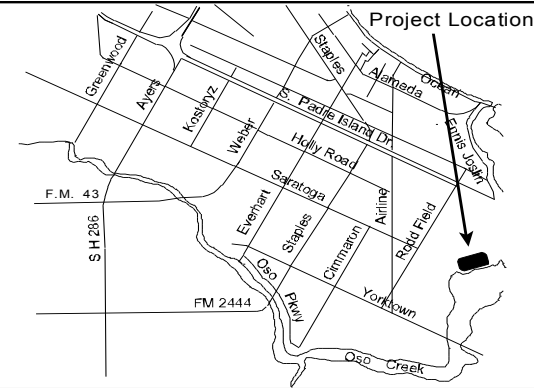 Project Location
Staples
Ocean
Alameda
Greenwood
Ayers
Kostoryz
S. Padre Island Dr
Ennis Joslin
Weber
Holly Road
Saratoga
F.M. 43
S H 286
Everhart
Staples
Airline
Rodd Field
Cimmaron
Oso
Pkwy
Yorktown
FM 2444
Oso Creek